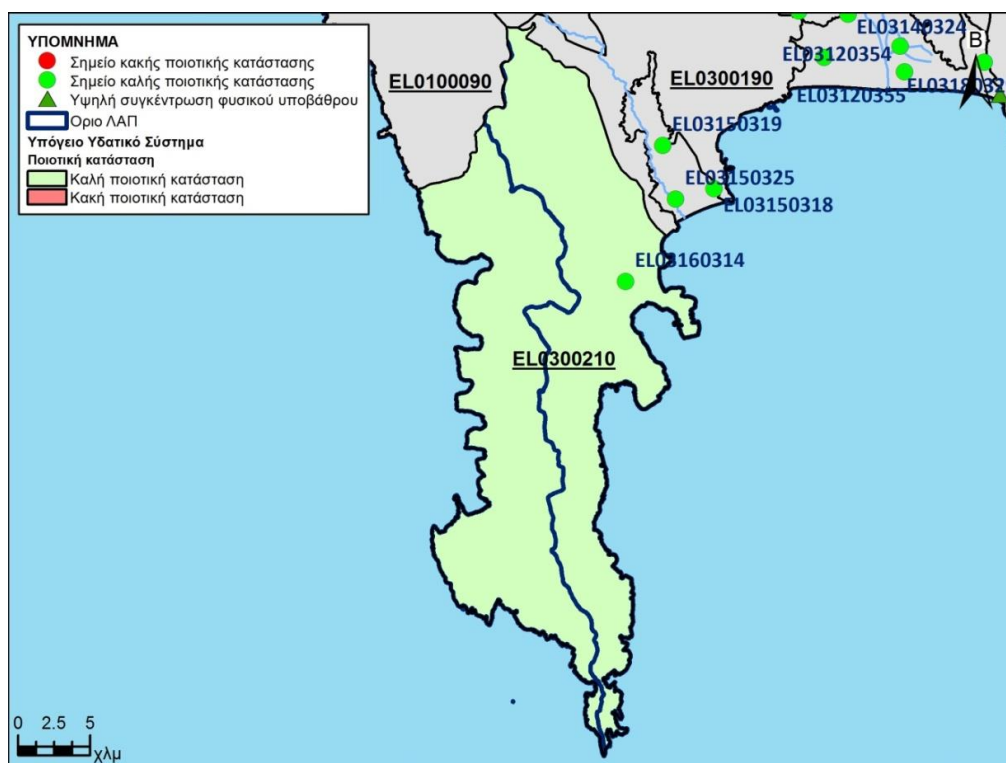 ΥΠΟΜΝΗΜΑ
Σημείο κακής ποιοτικής κατάστασης
Σημείο καλής ποιοτικής κατάστασης
Υψηλή συγκέντρωση φυσικού υποβάθρου
Οριο ΛΑΠ
Υπόγειο Υδατικό Σύστημα
Ποιοτική κατάσταση
Καλή ποιοτική κατάσταση
Κακή ποιοτική κατάσταση
EL03140324
Β
EL03120354
EL0100090
EL0300190
EL03120355
EL0318032
EL03150319
EL03150325
EL03150318
EL03160314
EL0300210
0 2.5 5
χλμ